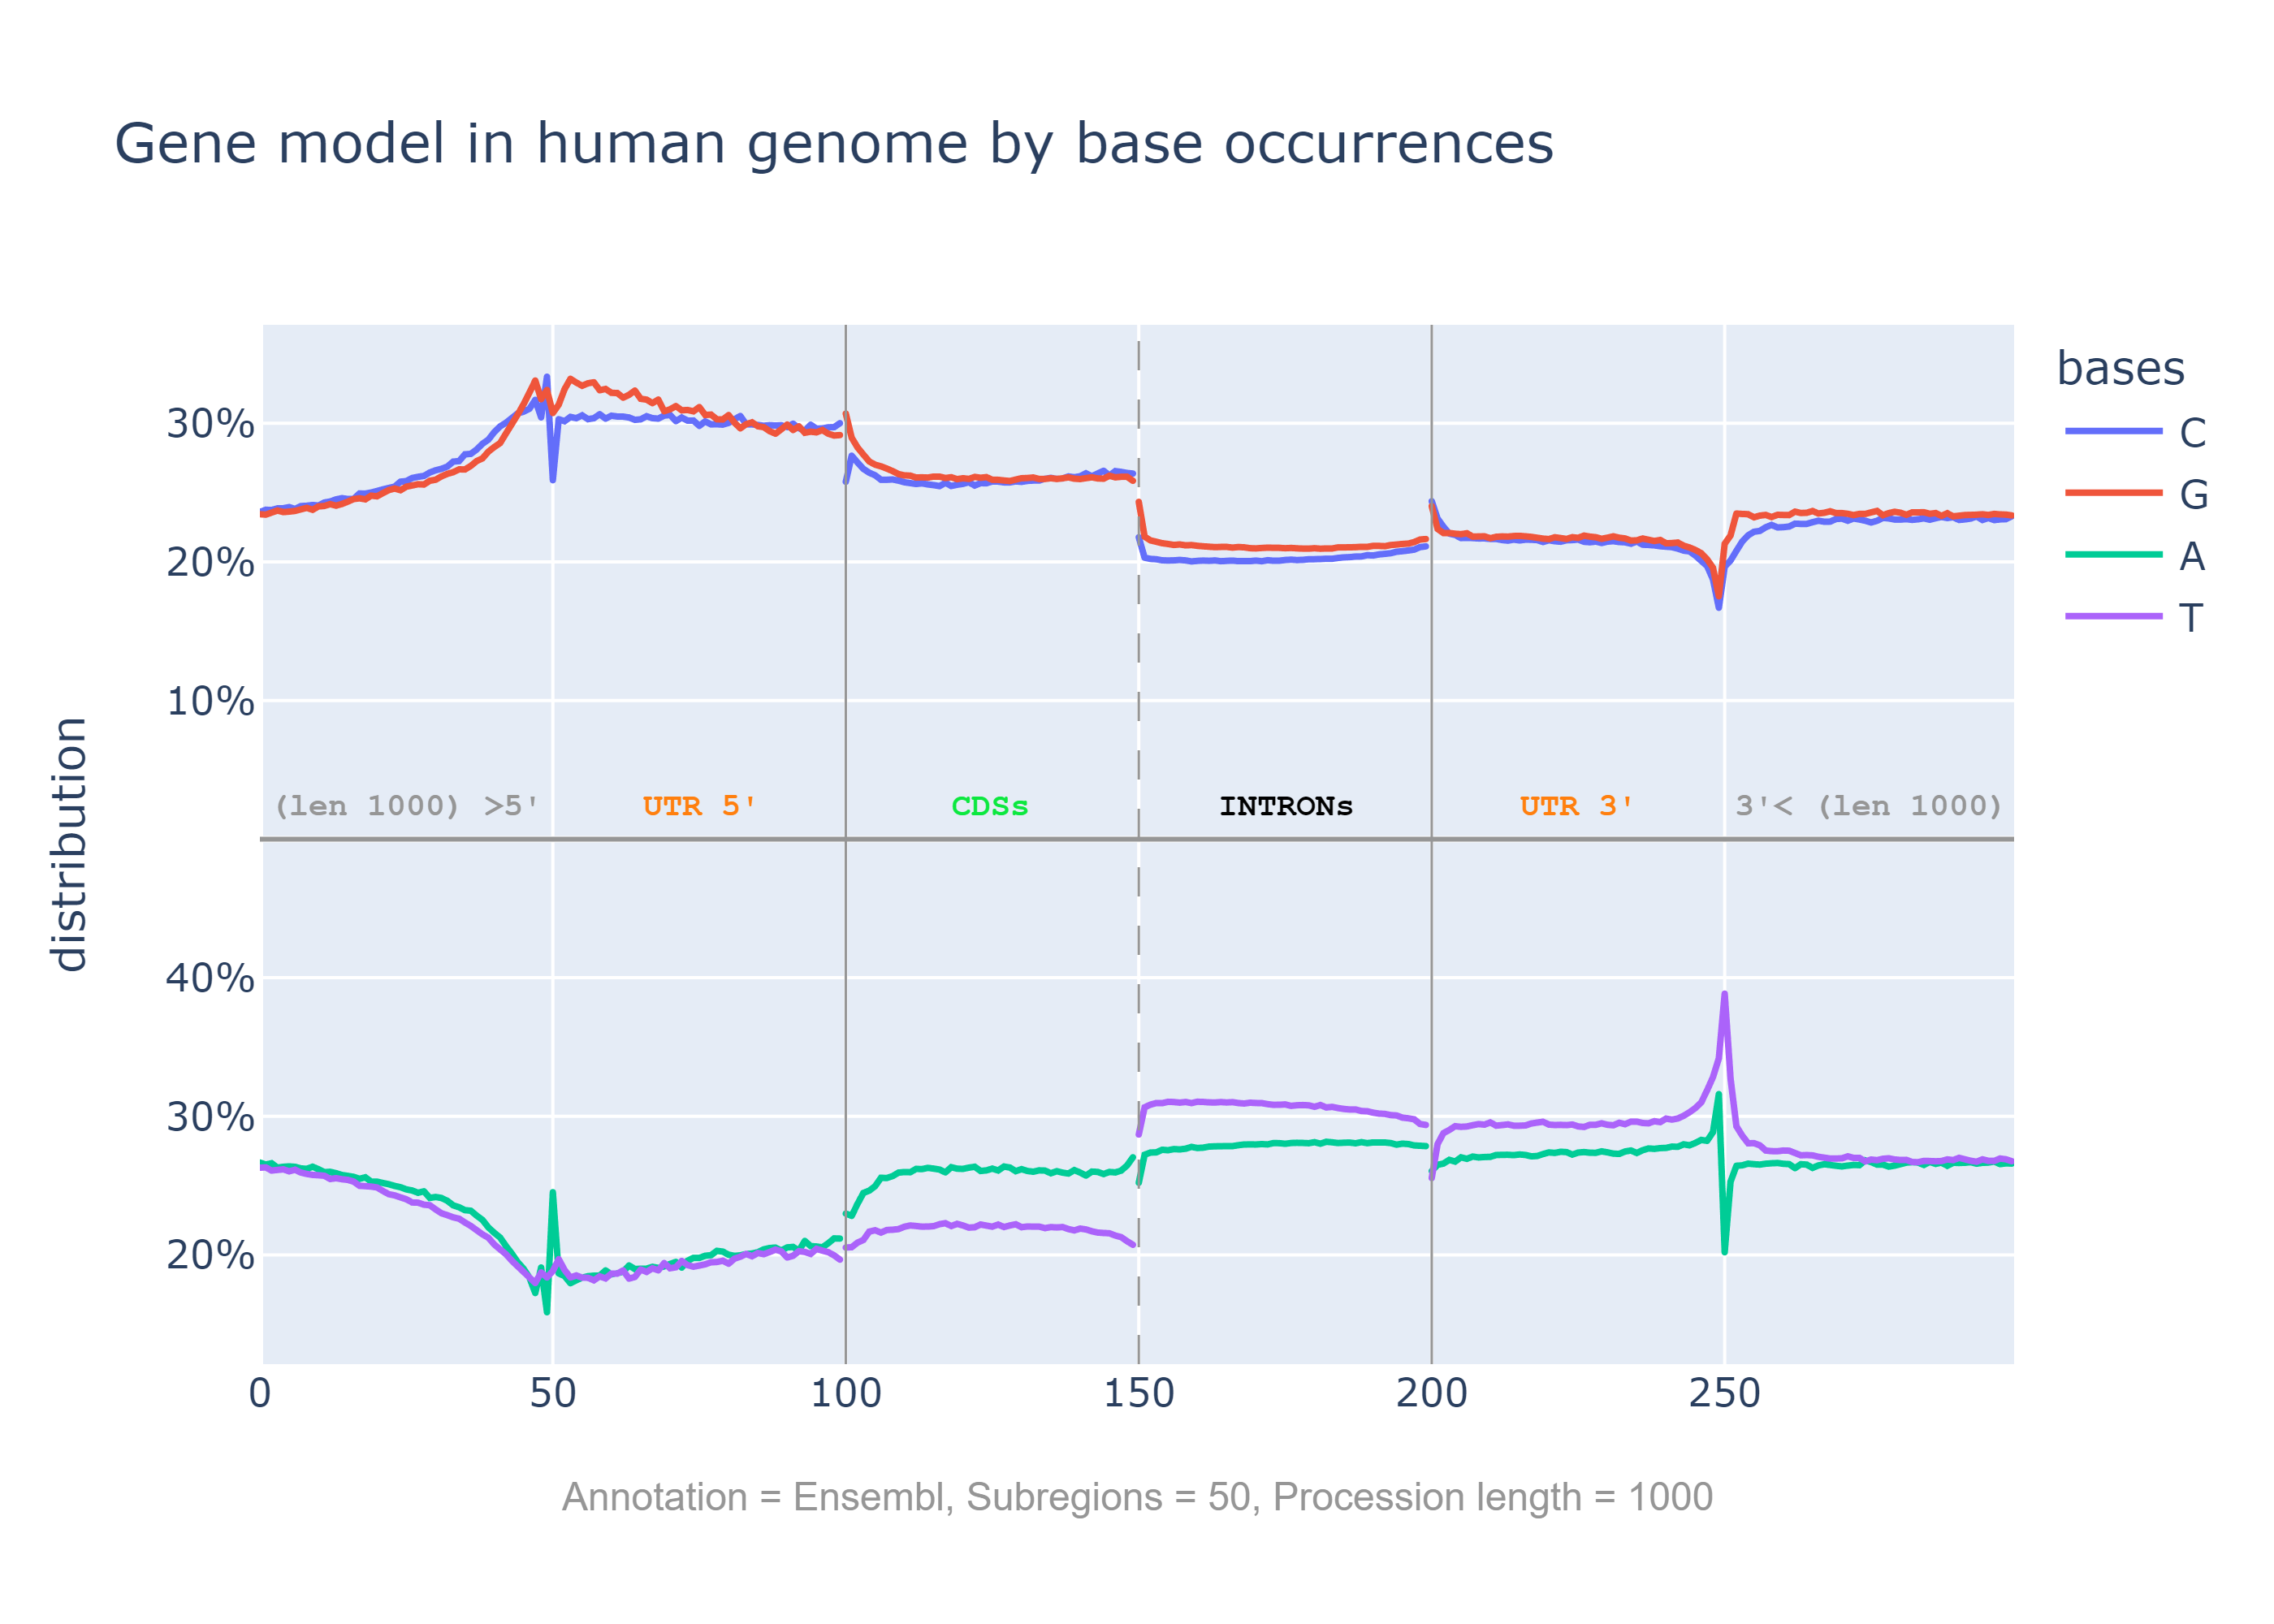 Gene model in human genome by base occurrences
bases
C
G
A
T
30%
20%
10%
distribution
(len 1000) >5' UTR 5' CDSs INTRONs UTR 3' 3'< (len 1000)
40%
30%
20%
0 50 100 150 200 250
Annotation = Ensembl, Subregions = 50, Procession length = 1000